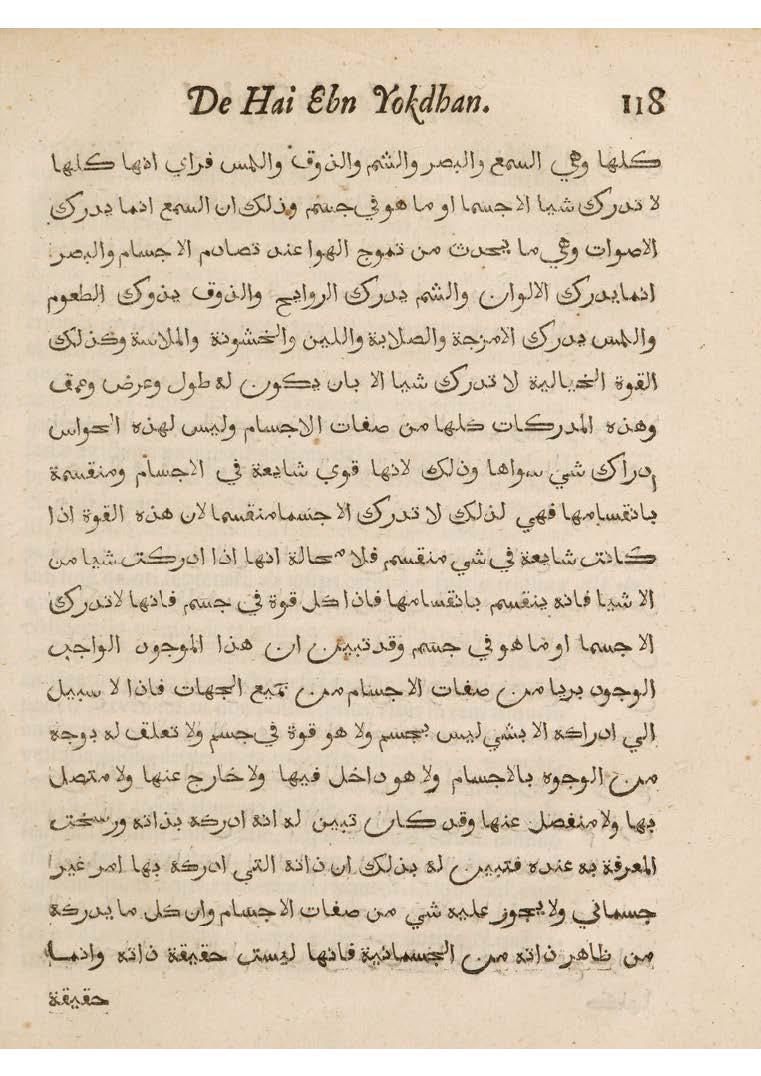 De Hai Ebn Yokdhan. 118
كلها وهي السمع والبصر والشم والذوق واللمس فراي انها كلها
لا تدرك شيا الا جسما او ما هو في جسم وذلك ان السمع انما يدرك
الاصوات وهي ما يحدث من تموج الهوا عند تصادم الاجسام والبصر
انما يدرك الالوان والشم يدرك الروايح والذوق يذوك الطعوم
واللمس يدرك الامزجة والصلابة واللين والخشونة والملاسة وكذلك
القوة الخيالية لا تدرك شيا الا بان يكون له طول وعرض وعمق
وهذه المدركات كلها من صفات الاجسام وليس لهذه الحواس
ادراك شي سواها وذلك لانها قوي شايعة في الاجسام ومنقسمة
بانقسامها فهي لذلك لا تدرك الا جسما منقسما لان هذه القوة اذا
كانت شايعة في شي منقسم فلا محالة انها اذا ادركت شيا من
الاشيا فانه ينقسم بانقسامها فاذا كل قوة في جسم فانها لا تدرك
الا جسما او ما هو في جسم وقد تبين ان هذا الموجود الواجب
الوجود بريا من صفات الاجسام من جميع الجهات فاذا لا سبيل
الي ادراكه الا بشي ليس بجسم ولا هو قوة في جسم ولا تعلق له بوجه
من الوجوه بالاجسام ولا هو داخل فيها ولا خارج عنها ولا متصل
بها ولا منفصل عنها وقد كان تبين له انه ادركه بذاته ورسخت
المعرفة به عنده فتبين له بذلك ان ذاته التي ادركه بها امر غير
جسماني ولا يجوز عليه شي من صفات الاجسام وان كل ما يدركه
من ظاهر ذاته من الجسمانية فانها ليست حقيقة ذاته وانما
حقيقة